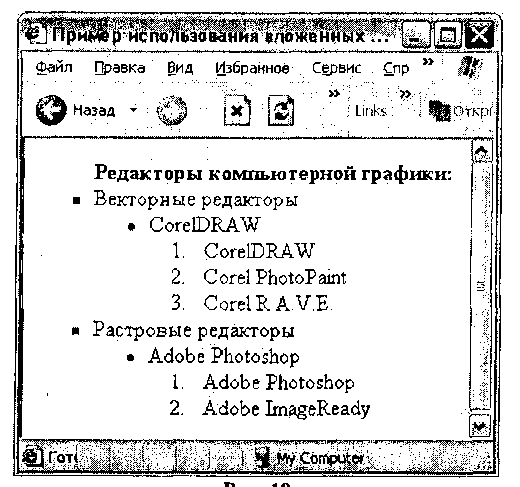 Пример использования вложенных ...
Файл Правка Вид Избранное Сервис Спр »
Назад » Links » Откр
Редакторы компьютерной графики:
▪ Векторные редакторы
• CorelDRAW
1. CorelDRAW
2. Corel PhotoPaint
3. Corel R.A.V.E.
▪ Растровые редакторы
• Adobe Photoshop
1. Adobe Photoshop
2. Adobe ImageReady
Гото My Computer